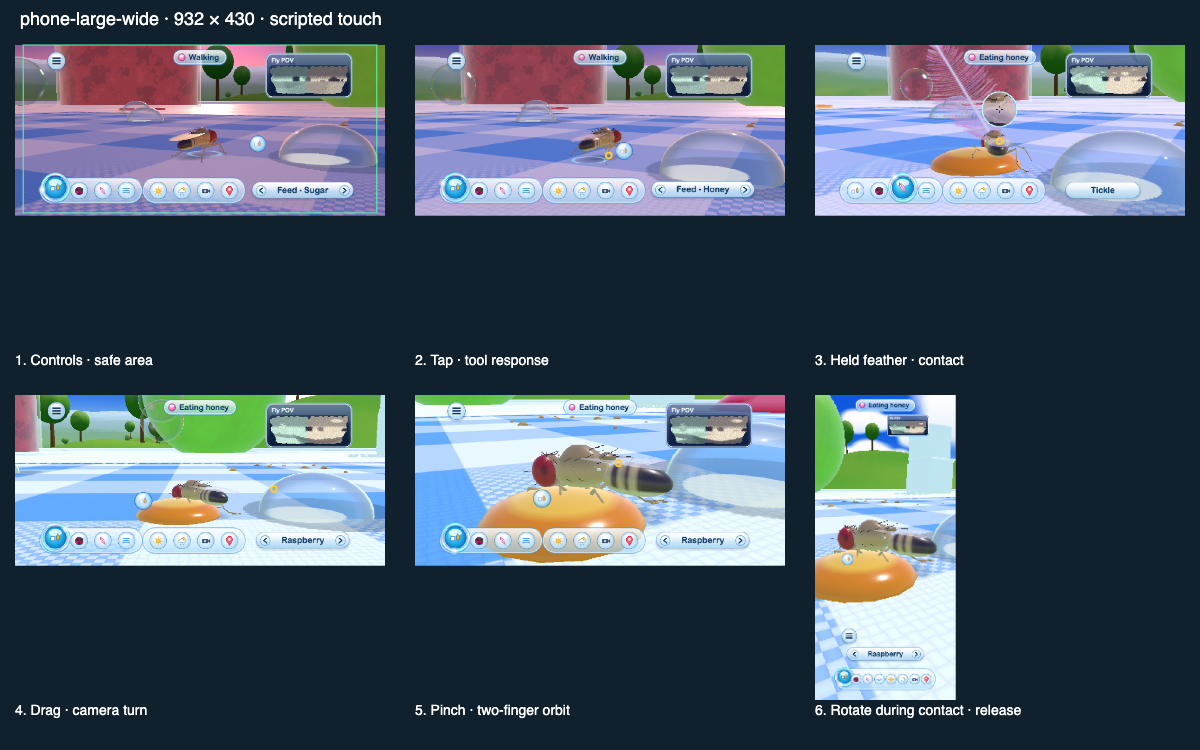 phone-large-wide · 932 × 430 · scripted touch
Walking
Fly POV
Feed · Sugar
1. Controls · safe area
Walking
Fly POV
Feed · Honey
2. Tap · tool response
Eating honey
Fly POV
Tickle
3. Held feather · contact
Eating honey
Fly POV
Raspberry
4. Drag · camera turn
Eating honey
Fly POV
Raspberry
5. Pinch · two-finger orbit
Eating honey
Raspberry
6. Rotate during contact · release